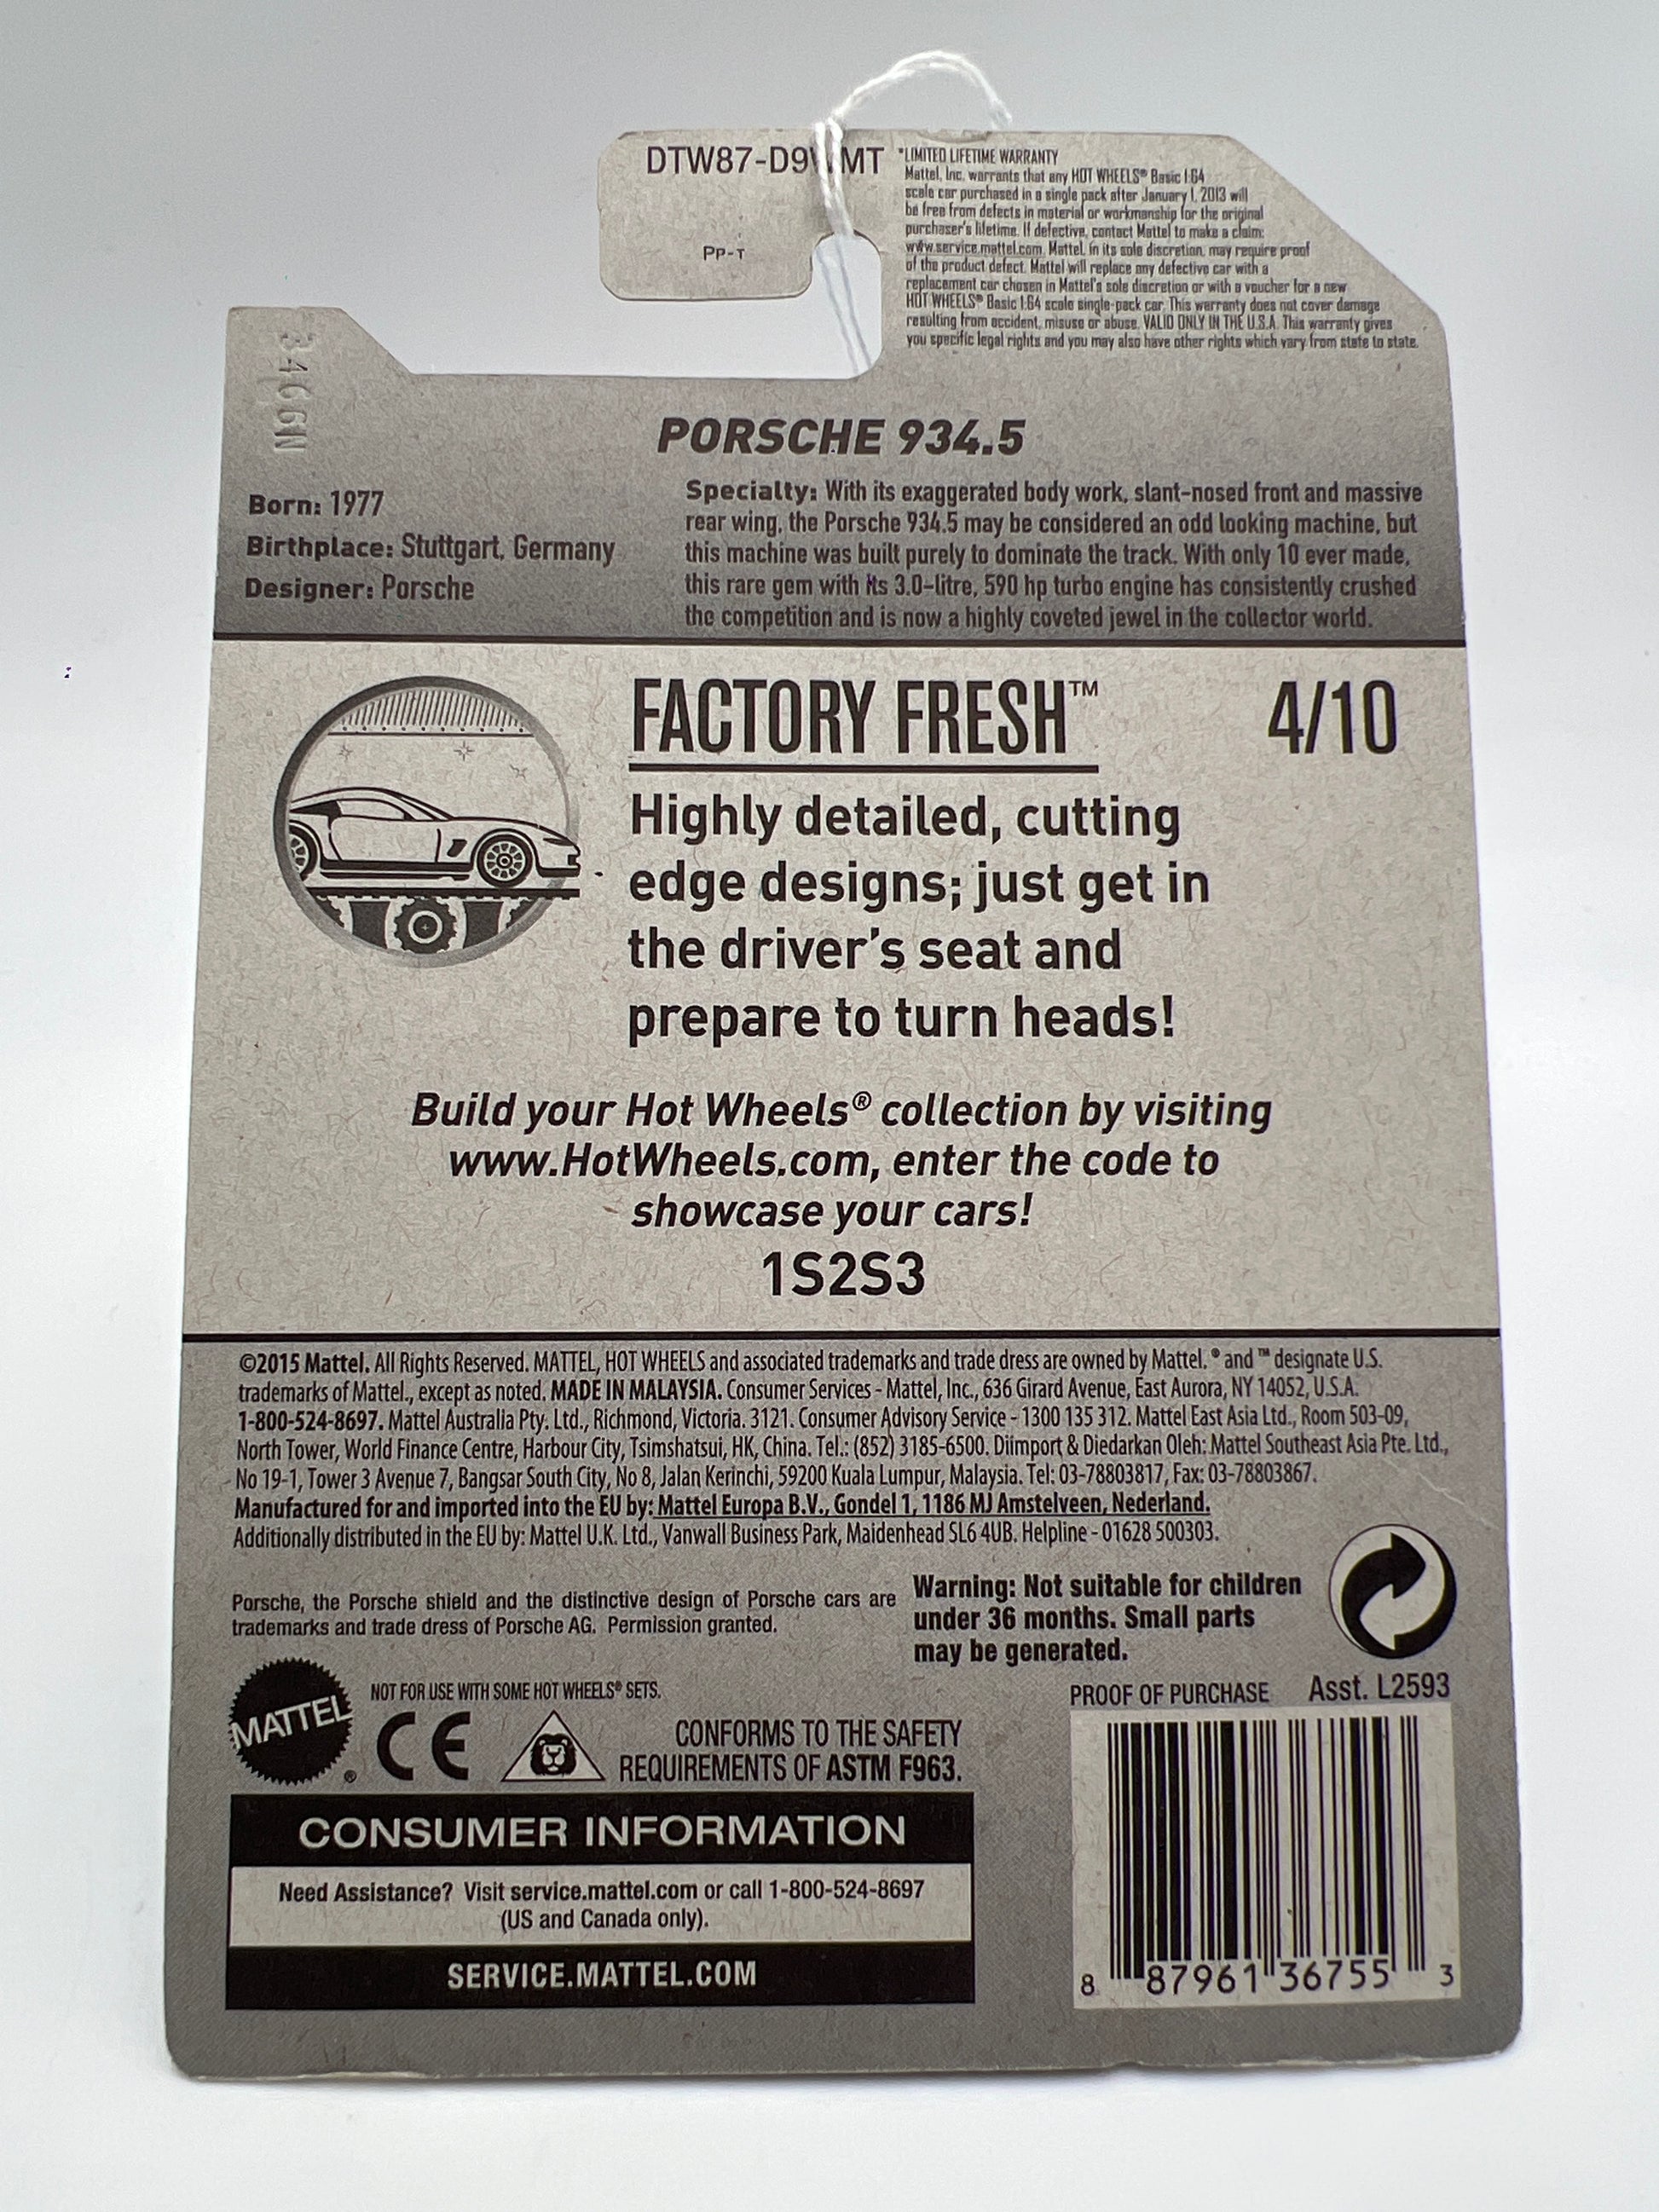 DTW87-D9 MT
Pp-T
*LIMITED LIFETIME WARRANTY
Mattel, Inc. warrants that any HOT WHEELS® Basic 1:64
scale car purchased in a single pack after January 1, 2013 will
be free from defects in material or workmanship for the original
purchaser's lifetime. If defective, contact Mattel to make a claim:
www.service.mattel.com. Mattel, in its sole discretion, may require proof
of the product defect. Mattel will replace any defective car with a
replacement car chosen in Mattel's sole discretion or with a voucher for a new
HOT WHEELS® Basic 1:64 scale single-pack car. This warranty does not cover damage
resulting from accident, misuse or abuse. VALID ONLY IN THE U.S.A. This warranty gives
you specific legal rights and you may also have other rights which vary from state to state.
PORSCHE 934.5
Born: 1977
Birthplace: Stuttgart, Germany
Designer: Porsche
Specialty: With its exaggerated body work, slant-nosed front and massive
rear wing, the Porsche 934.5 may be considered an odd looking machine, but
this machine was built purely to dominate the track. With only 10 ever made,
this rare gem with its 3.0-litre, 590 hp turbo engine has consistently crushed
the competition and is now a highly coveted jewel in the collector world.
FACTORY FRESH™ 4/10
Highly detailed, cutting
edge designs; just get in
the driver's seat and
prepare to turn heads!
Build your Hot Wheels® collection by visiting
www.HotWheels.com, enter the code to
showcase your cars!
1S2S3
©2015 Mattel. All Rights Reserved. MATTEL, HOT WHEELS and associated trademarks and trade dress are owned by Mattel. ® and ™ designate U.S.
trademarks of Mattel., except as noted. MADE IN MALAYSIA. Consumer Services - Mattel, Inc., 636 Girard Avenue, East Aurora, NY 14052, U.S.A.
1-800-524-8697. Mattel Australia Pty. Ltd., Richmond, Victoria. 3121. Consumer Advisory Service - 1300 135 312. Mattel East Asia Ltd., Room 503-09,
North Tower, World Finance Centre, Harbour City, Tsimshatsui, HK, China. Tel.: (852) 3185-6500. Diimport & Diedarkan Oleh: Mattel Southeast Asia Pte. Ltd.,
No 19-1, Tower 3 Avenue 7, Bangsar South City, No 8, Jalan Kerinchi, 59200 Kuala Lumpur, Malaysia. Tel: 03-78803817, Fax: 03-78803867.
Manufactured for and imported into the EU by: Mattel Europa B.V., Gondel 1, 1186 MJ Amstelveen, Nederland.
Additionally distributed in the EU by: Mattel U.K. Ltd., Vanwall Business Park, Maidenhead SL6 4UB. Helpline - 01628 500303.
Porsche, the Porsche shield and the distinctive design of Porsche cars are
trademarks and trade dress of Porsche AG. Permission granted.
Warning: Not suitable for children
under 36 months. Small parts
may be generated.
MATTEL®
NOT FOR USE WITH SOME HOT WHEELS® SETS.
CE
CONFORMS TO THE SAFETY
REQUIREMENTS OF ASTM F963.
PROOF OF PURCHASE Asst. L2593
CONSUMER INFORMATION
Need Assistance? Visit service.mattel.com or call 1-800-524-8697
(US and Canada only).
SERVICE.MATTEL.COM
8 87961 36755 3